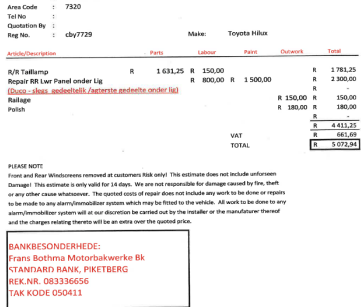 Area Code : 7320
Tel No :
Quotation By :
Reg No. : cby7729 Make: Toyota Hilux
Article/Description Parts Labour Paint Outwork Total
R/R Taillamp R 1 631,25 R 150,00 R 1 781,25
Repair RR Lwr Panel onder Lig R 800,00 R 1 500,00 R 2 300,00
(Duco - slegs gedeeltelik /agterste gedeelte onder lig) R -
Railage R 150,00 R 150,00
Polish R 180,00 R 180,00
R -
R 4 411,25
VAT R 661,69
TOTAL R 5 072,94
PLEASE NOTE
Front and Rear Windscreens removed at customers Risk only! This estimate does not include unforseen
Damage! This estimate is only valid for 14 days. We are not responsible for damage caused by fire, theft
or any other cause whatsoever. The quoted costs of repair does not include any work to be done or repairs
to be made to any alarm/immobilizer system which may be fitted to the vehicle. All work to be done to any
alarm/immobilizer system will at our discretion be carried out by the installer or the manufaturer thereof
and the charges relating thereto will be an extra over the quoted price.
BANKBESONDERHEDE:
Frans Bothma Motorbakwerke Bk
STANDARD BANK, PIKETBERG
REK.NR. 083336656
TAK KODE 050411